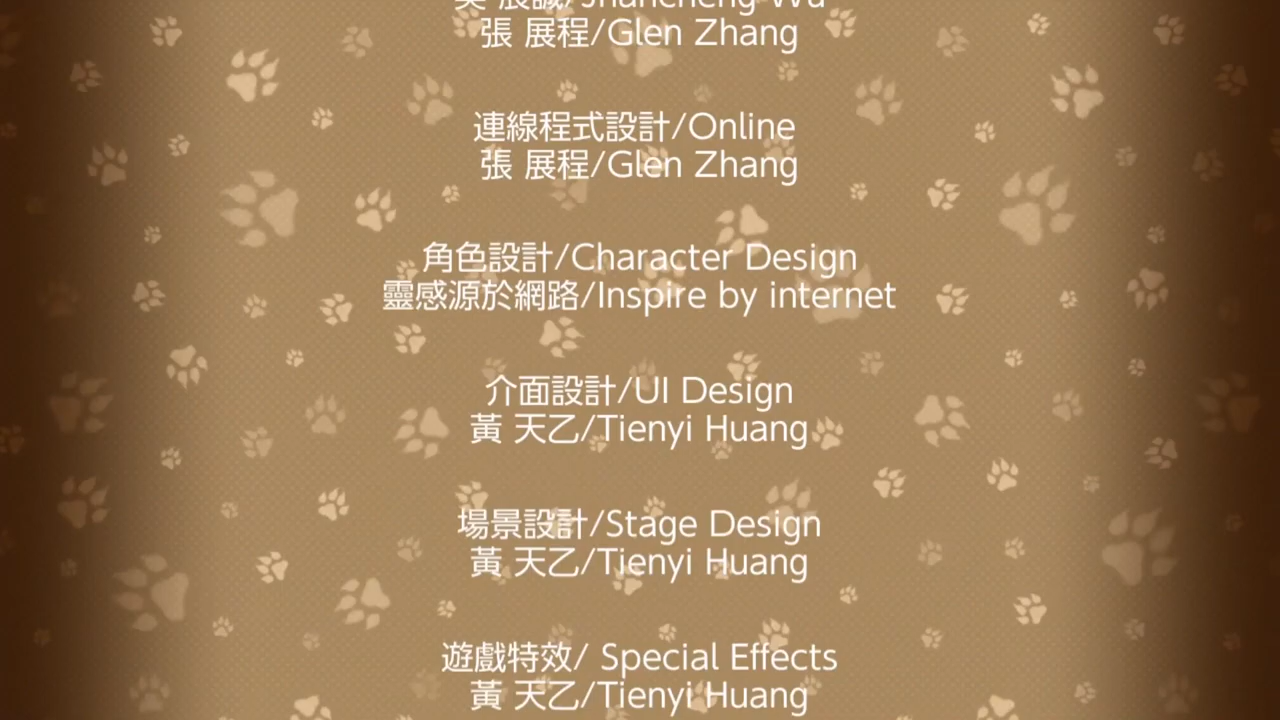 張 展程/Glen Zhang
連線程式設計/Online
張 展程/Glen Zhang
角色設計/Character Design
靈感源於網路/Inspire by internet
介面設計/UI Design
黃 天乙/Tienyi Huang
場景設計/Stage Design
黃 天乙/Tienyi Huang
遊戲特效/ Special Effects
黃 天乙/Tienyi Huang